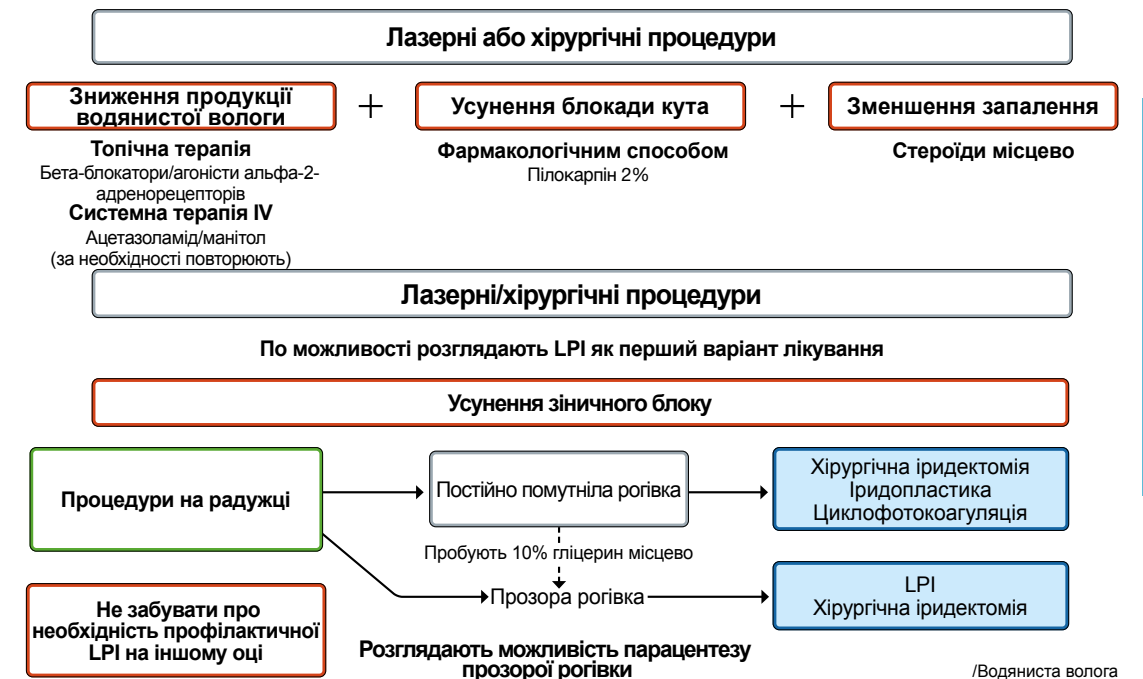 Лазерні або хірургічні процедури
Зниження продукції
водянистої вологи
+
Усунення блокади кута
+
Зменшення запалення
Топічна терапія
Бета-блокатори/агоністи альфа-2-
адренорецепторів
Системна терапія IV
Ацетазоламід/манітол
(за необхідності повторюють)
Фармакологічним способом
Пілокарпін 2%
Стероїди місцево
Лазерні/хірургічні процедури
По можливості розглядають LPI як перший варіант лікування
Усунення зіничного блоку
Процедури на радужці
Постійно помутніла рогівка
Хірургічна іридектомія
Іридопластика
Циклофотокоагуляція
Пробують 10% гліцерин місцево
Прозора рогівка
LPI
Хірургічна іридектомія
Не забувати про
необхідність профілактичної
LPI на іншому оці
Розглядають можливість парацентезу
прозорої рогівки
/Водяниста волога